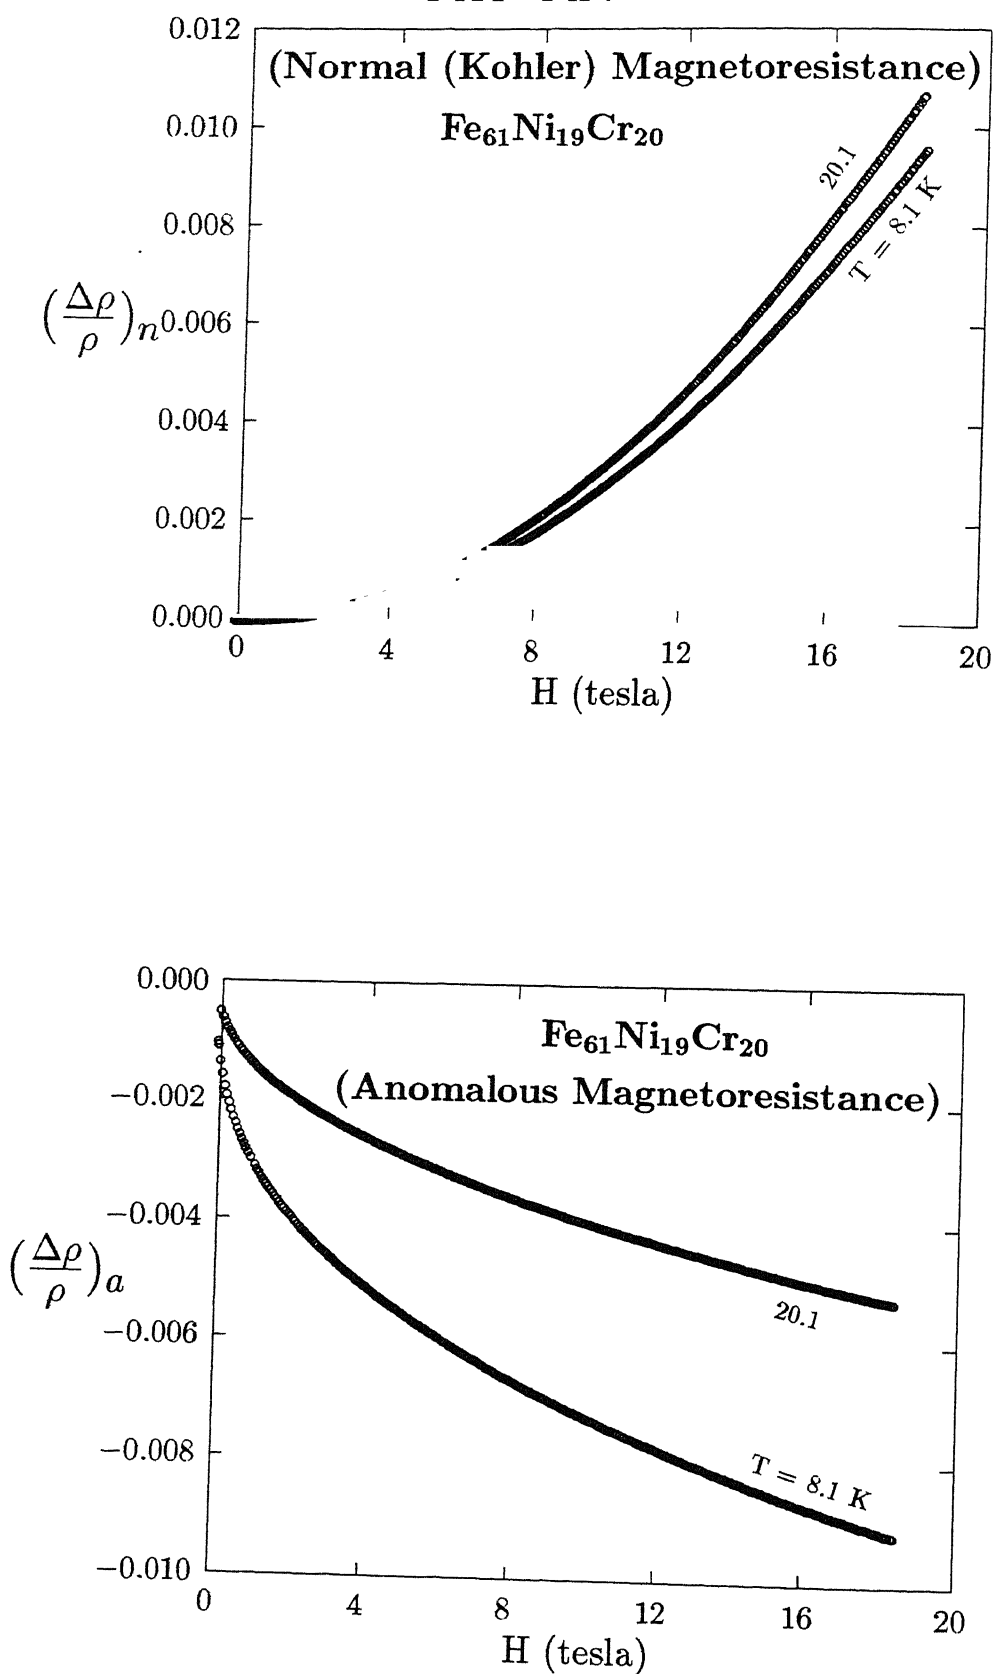 0.012
(Normal (Kohler) Magnetoresistance)
0.010
Fe₆₁Ni₁₉Cr₂₀
20.1
T = 8.1 K
0.008
(Δρ/ρ)n
0.006
0.004
0.002
0.000
0 4 8 12 16 20
H (tesla)
0.000
Fe₆₁Ni₁₉Cr₂₀
(Anomalous Magnetoresistance)
−0.002
−0.004
(Δρ/ρ)a
20.1
−0.006
−0.008
T = 8.1 K
−0.010
0 4 8 12 16 20
H (tesla)